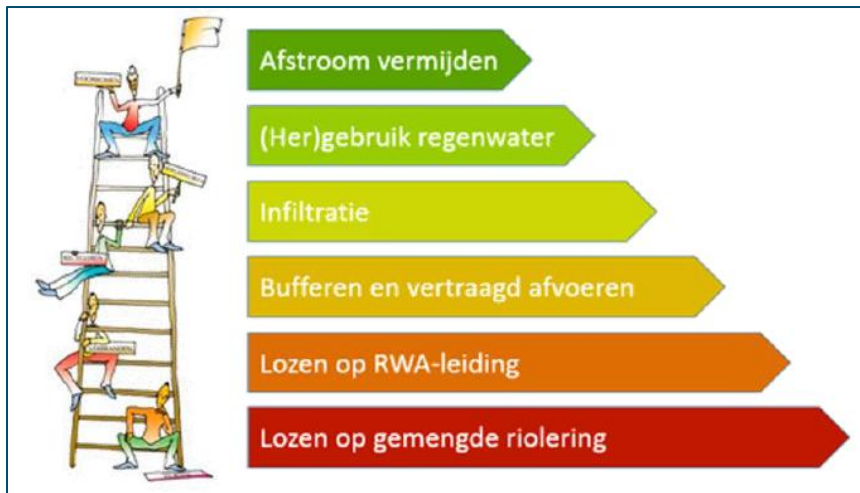 Afstroom vermijden
(Her)gebruik regenwater
Infiltratie
Bufferen en vertraagd afvoeren
Lozen op RWA-leiding
Lozen op gemengde riolering